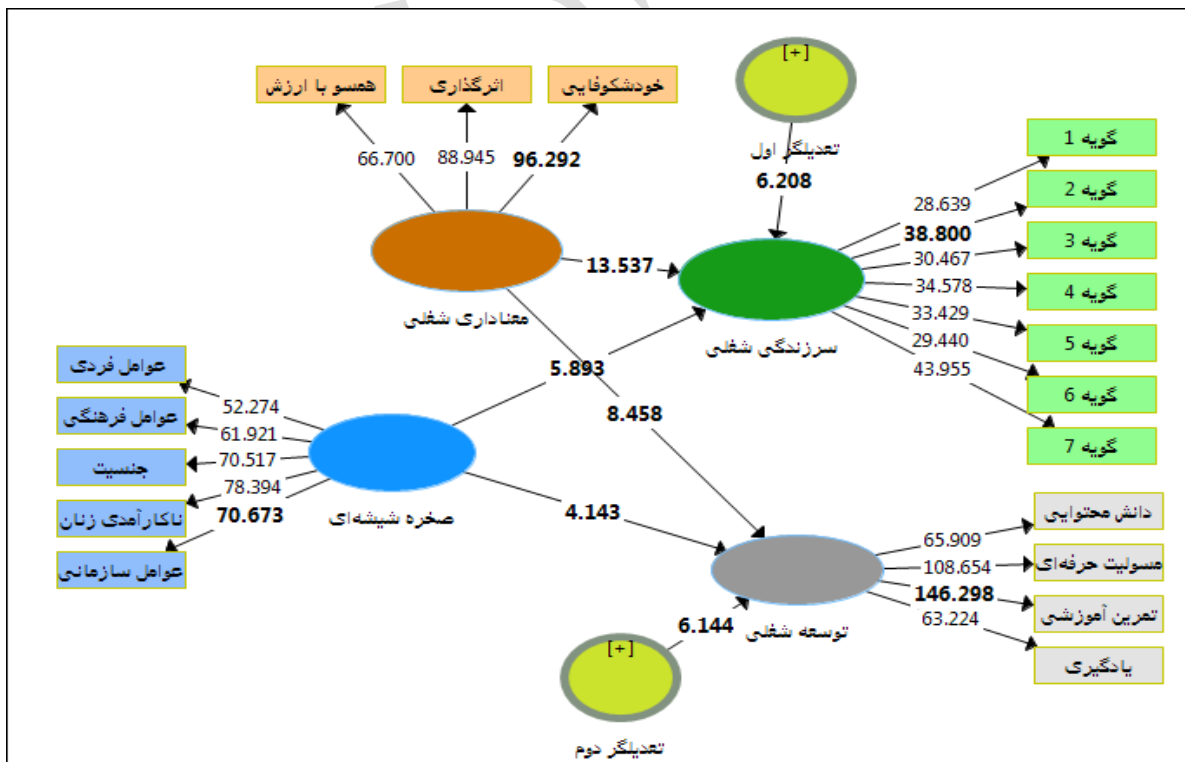 [+]
همسو با ارزش
اثرگذاری
خودشکوفایی
66.700
88.945
96.292
تعدیلگر اول
6.208
گویه 1
گویه 2
گویه 3
گویه 4
گویه 5
گویه 6
گویه 7
28.639
38.800
30.467
34.578
33.429
29.440
43.955
13.537
معناداری شغلی
سرزندگی شغلی
5.893
8.458
عوامل فردی
عوامل فرهنگی
جنسیت
ناکارآمدی زنان
عوامل سازمانی
52.274
61.921
70.517
78.394
70.673
صخره شیشه‌ای
4.143
دانش محتوایی
مسولیت حرفه‌ای
تمرین آموزشی
یادگیری
65.909
108.654
146.298
63.224
توسعه شغلی
6.144
[+]
تعدیلگر دوم